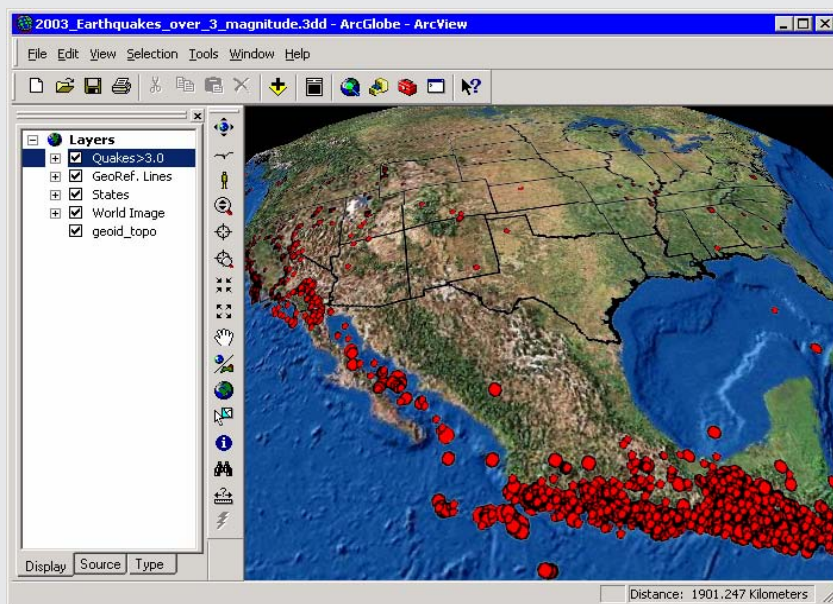 2003_Earthquakes_over_3_magnitude.3dd - ArcGlobe - ArcView
File Edit View Selection Tools Window Help
Layers
Quakes>3.0
GeoRef. Lines
States
World Image
geoid_topo
Display Source Type
Distance: 1901.247 Kilometers